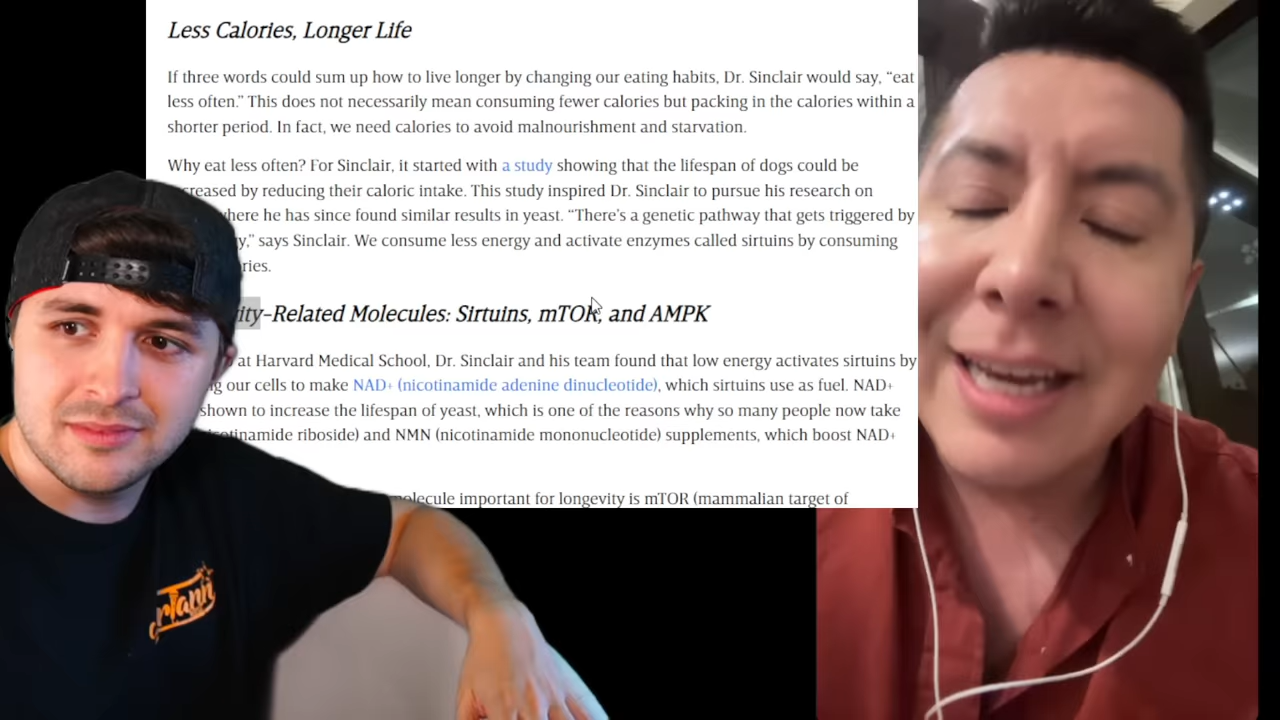 Less Calories, Longer Life
If three words could sum up how to live longer by changing our eating habits, Dr. Sinclair would say, “eat
less often.” This does not necessarily mean consuming fewer calories but packing in the calories within a
shorter period. In fact, we need calories to avoid malnourishment and starvation.
Why eat less often? For Sinclair, it started with a study showing that the lifespan of dogs could be
creased by reducing their caloric intake. This study inspired Dr. Sinclair to pursue his research on
where he has since found similar results in yeast. “There’s a genetic pathway that gets triggered by
y,” says Sinclair. We consume less energy and activate enzymes called sirtuins by consuming
ries.
ity-Related Molecules: Sirtuins, mTOR, and AMPK
at Harvard Medical School, Dr. Sinclair and his team found that low energy activates sirtuins by
g our cells to make NAD+ (nicotinamide adenine dinucleotide), which sirtuins use as fuel. NAD+
shown to increase the lifespan of yeast, which is one of the reasons why so many people now take
icotinamide riboside) and NMN (nicotinamide mononucleotide) supplements, which boost NAD+
olecule important for longevity is mTOR (mammalian target of